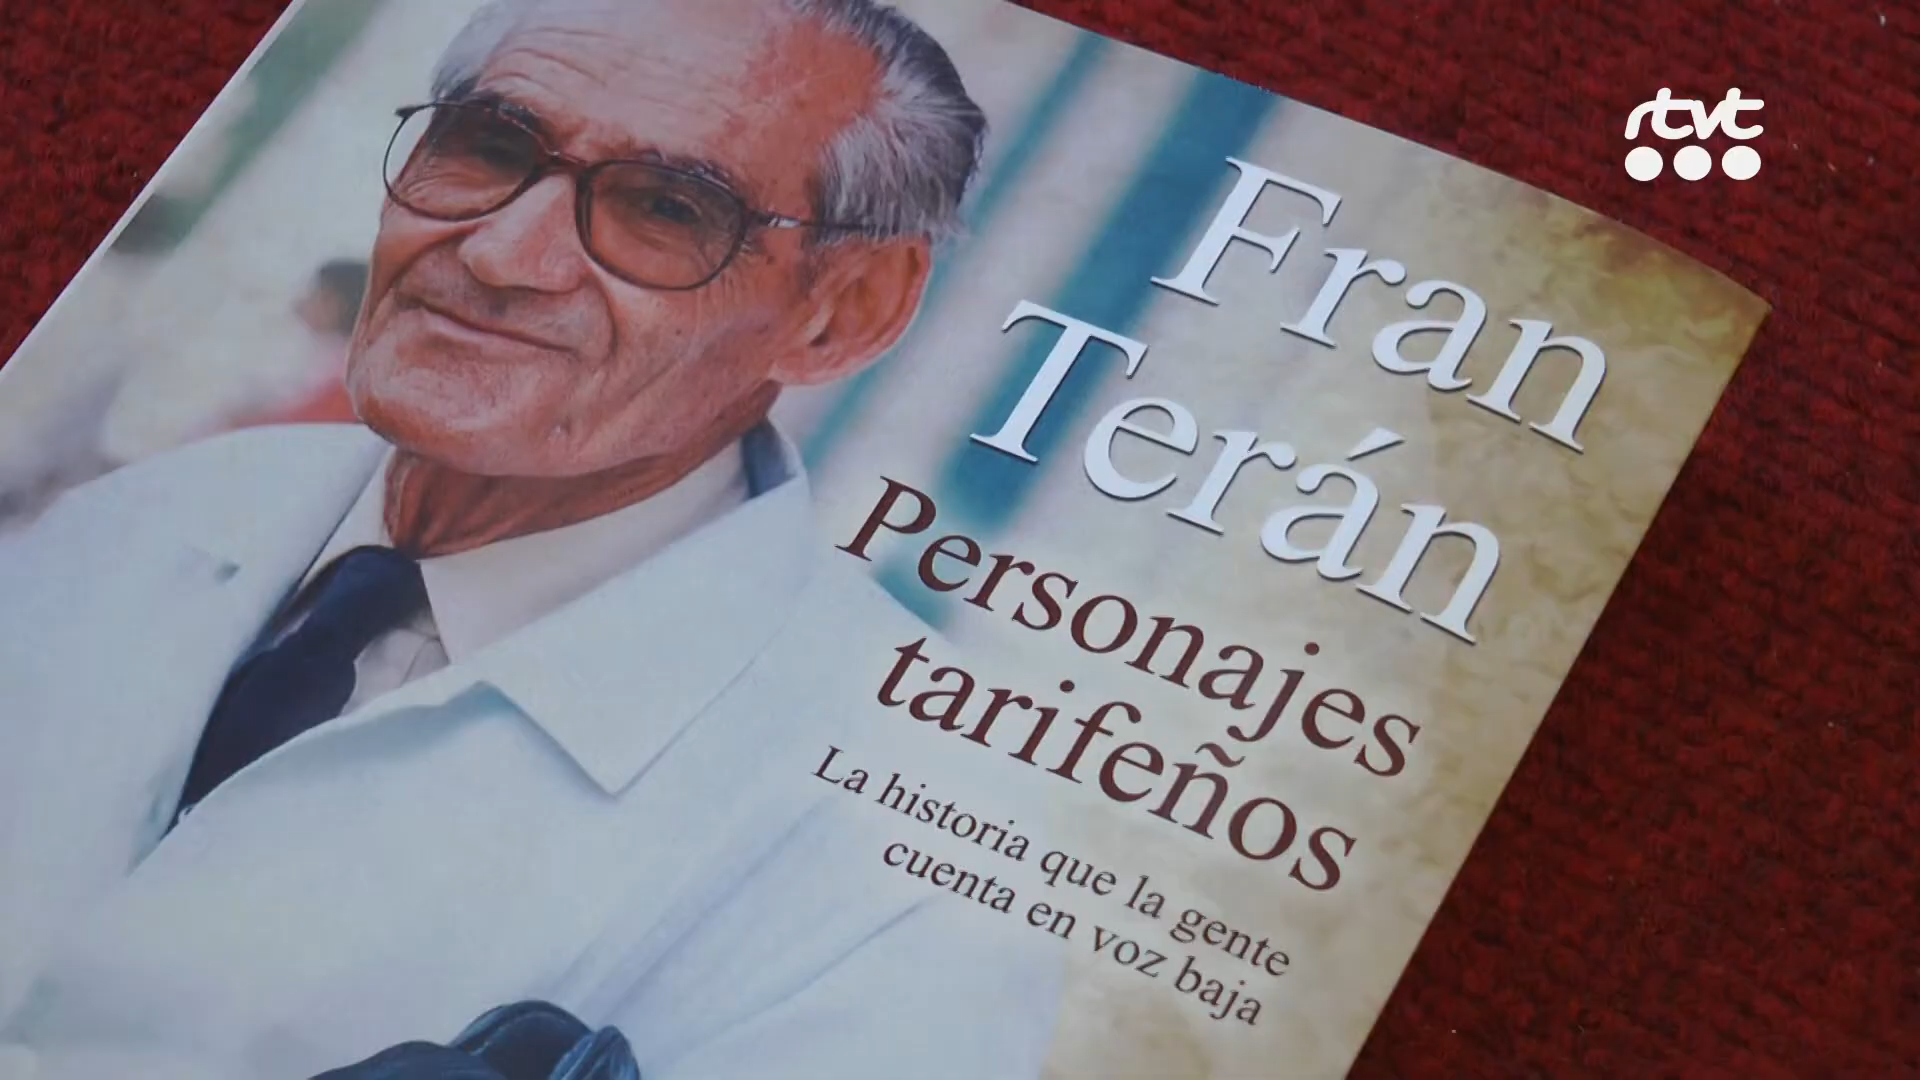 rtvt
Fran
Terán
Personajes
tarifeños
La historia que la gente
cuenta en voz baja